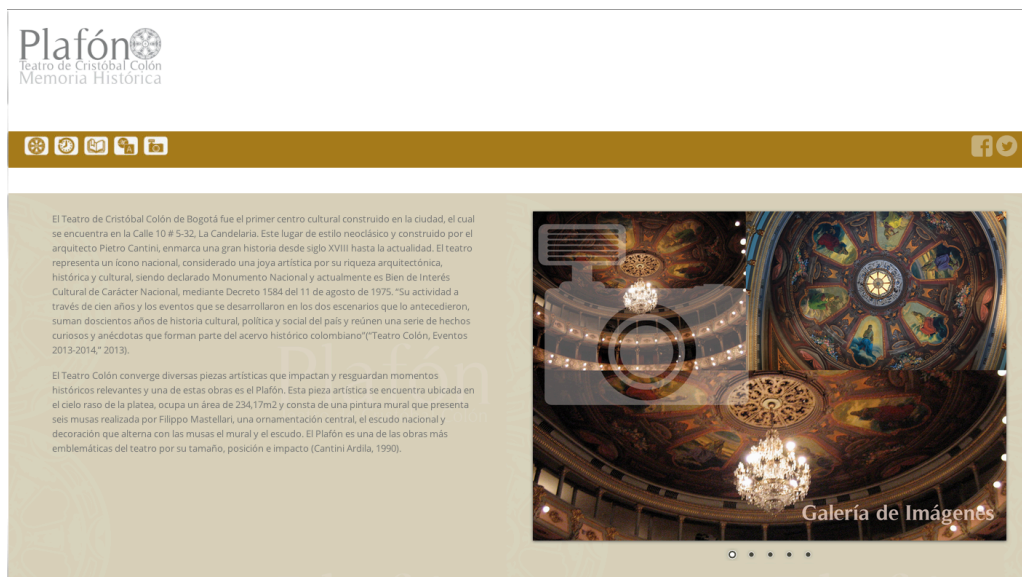 Plafón
Teatro de Cristóbal Colón
Memoria Histórica
El Teatro de Cristóbal Colón de Bogotá fue el primer centro cultural construido en la ciudad, el cual
se encuentra en la Calle 10 # 5-32, La Candelaria. Este lugar de estilo neoclásico y construido por el
arquitecto Pietro Cantini, enmarca una gran historia desde siglo XVIII hasta la actualidad. El teatro
representa un ícono nacional, considerado una joya artística por su riqueza arquitectónica,
histórica y cultural, siendo declarado Monumento Nacional y actualmente es Bien de Interés
Cultural de Carácter Nacional, mediante Decreto 1584 del 11 de agosto de 1975. “Su actividad a
través de cien años y los eventos que se desarrollaron en los dos escenarios que lo antecedieron,
suman doscientos años de historia cultural, política y social del país y reúnen una serie de hechos
curiosos y anécdotas que forman parte del acervo histórico colombiano”(“Teatro Colón, Eventos
2013-2014,” 2013).
El Teatro Colón converge diversas piezas artísticas que impactan y resguardan momentos
históricos relevantes y una de estas obras es el Plafón. Esta pieza artística se encuentra ubicada en
el cielo raso de la platea, ocupa un área de 234,17m2 y consta de una pintura mural que presenta
seis musas realizada por Filippo Mastellari, una ornamentación central, el escudo nacional y
decoración que alterna con las musas el mural y el escudo. El Plafón es una de las obras más
emblemáticas del teatro por su tamaño, posición e impacto (Cantini Ardila, 1990).
Plafón
Galería de Imágenes